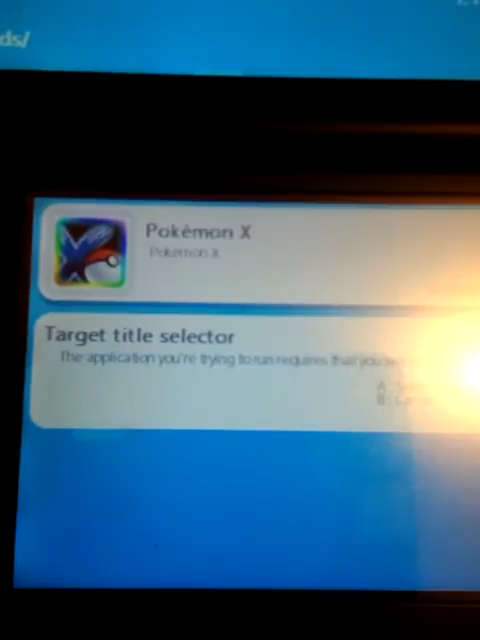 ds/
Pokémon X
Pokémon X
Target title selector
The application you're trying to run requires that you
A
B